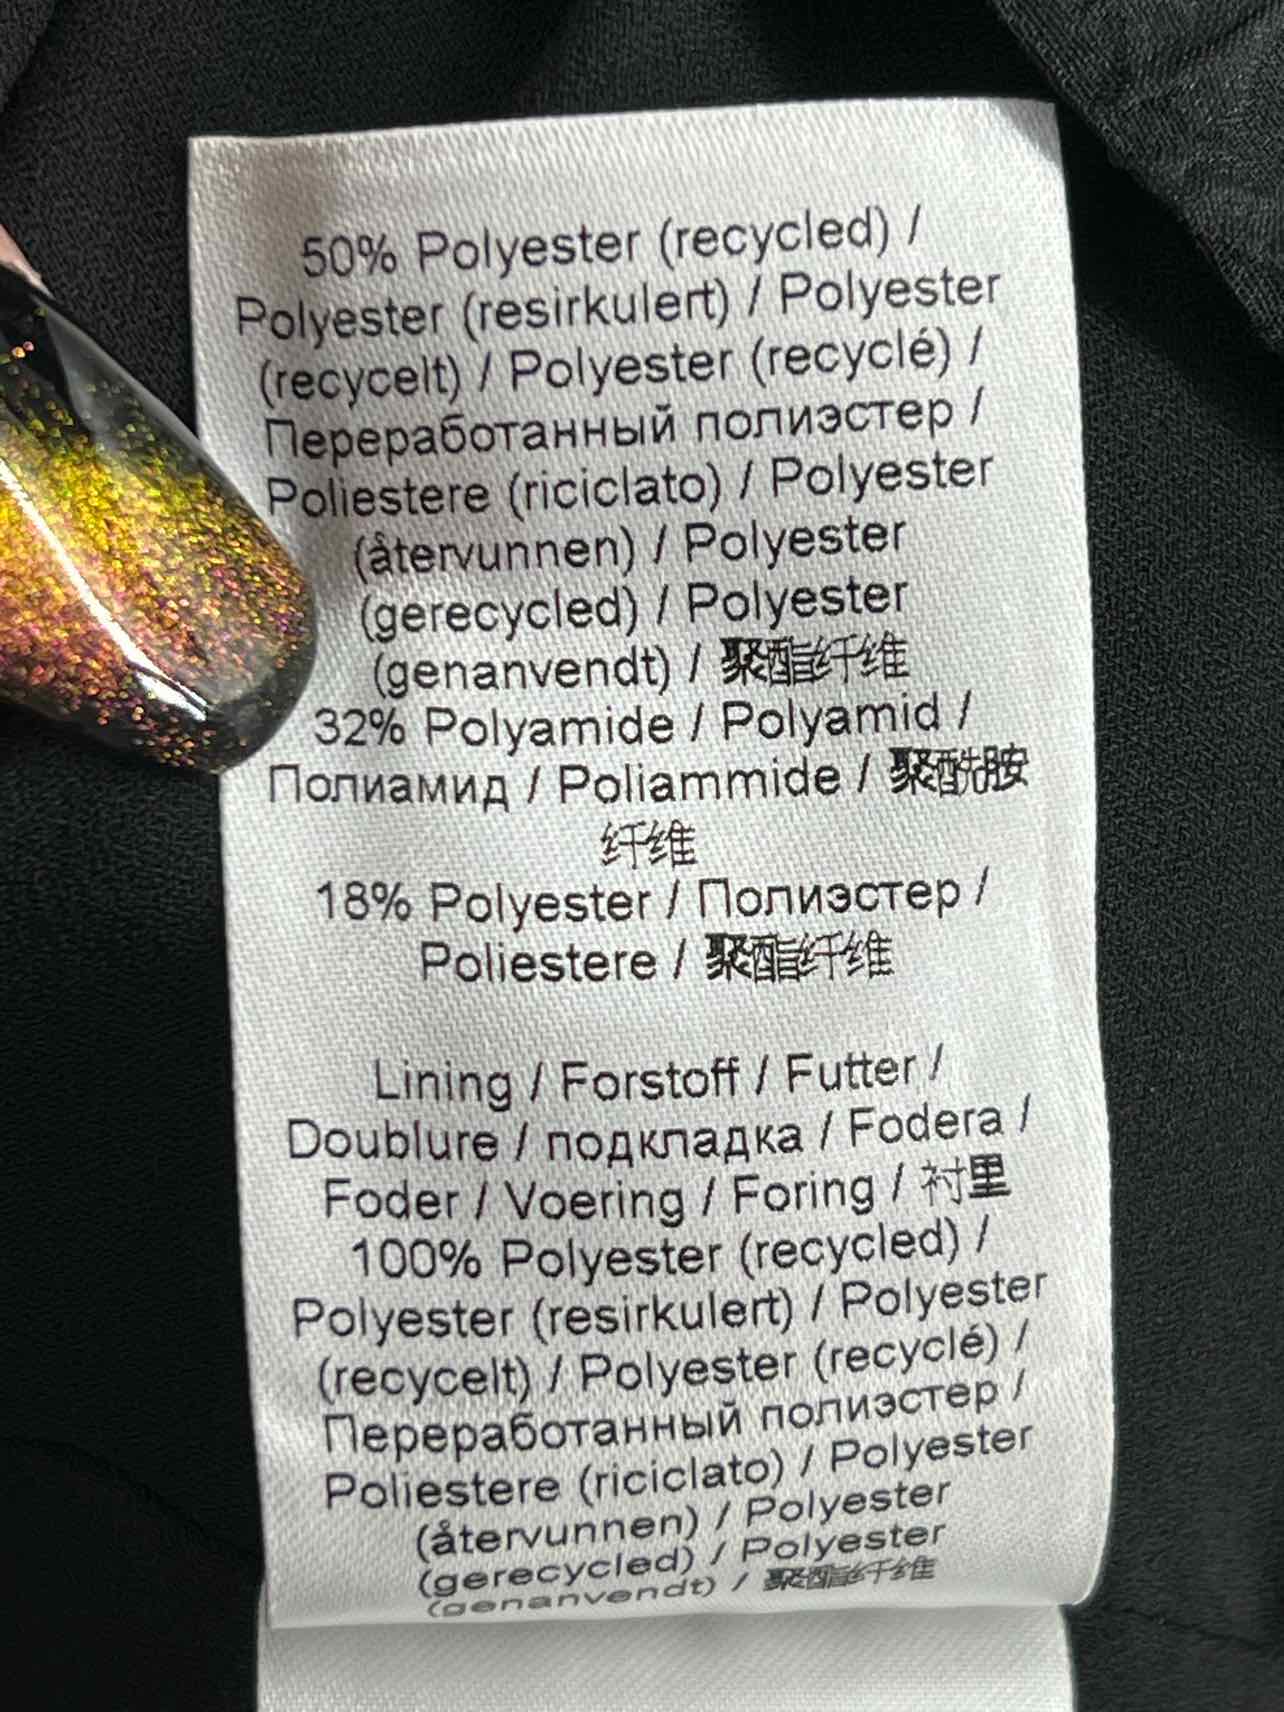 50% Polyester (recycled) /
Polyester (resirkulert) / Polyester
(recycelt) / Polyester (recyclé) /
Переработанный полиэстер /
Poliestere (riciclato) / Polyester
(återvunnen) / Polyester
(gerecycled) / Polyester
(genanvendt) / 聚酯纤维
32% Polyamide / Polyamid /
Полиамид / Poliammide / 聚酰胺
纤维
18% Polyester / Полиэстер /
Poliestere / 聚酯纤维
Lining / Forstoff / Futter /
Doublure / подкладка / Fodera /
Foder / Voering / Foring / 衬里
100% Polyester (recycled) /
Polyester (resirkulert) / Polyester
(recycelt) / Polyester (recyclé) /
Переработанный полиэстер /
Poliestere (riciclato) / Polyester
(återvunnen) / Polyester
(gerecycled) / Polyester
(genanvendt) / 聚酯纤维